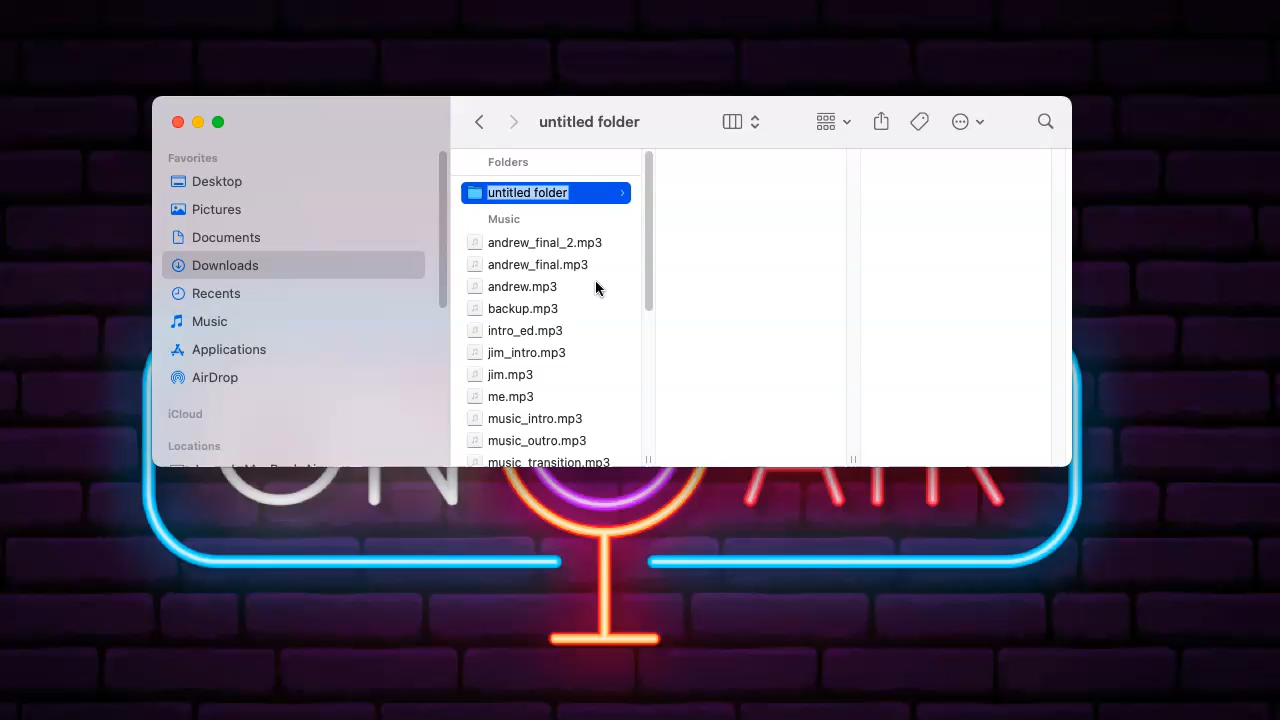 untitled folder
Favorites
Desktop
Pictures
Documents
Downloads
Recents
Music
Applications
AirDrop
iCloud
Locations
Folders
untitled folder
Music
andrew_final_2.mp3
andrew_final.mp3
andrew.mp3
backup.mp3
intro_ed.mp3
jim_intro.mp3
jim.mp3
me.mp3
music_intro.mp3
music_outro.mp3
music_transition.mp3
ON AIR